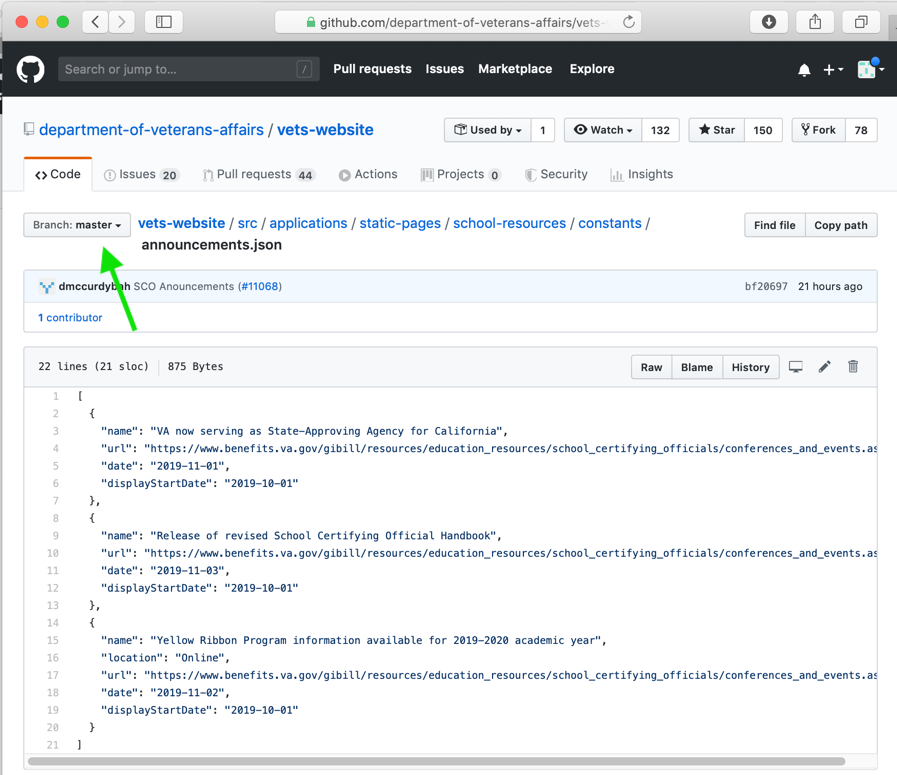 github.com/department-of-veterans-affairs/vets-
Search or jump to... / Pull requests Issues Marketplace Explore
department-of-veterans-affairs / vets-website Used by 1 Watch 132 Star 150 Fork 78
Code Issues 20 Pull requests 44 Actions Projects 0 Security Insights
Branch: master vets-website / src / applications / static-pages / school-resources / constants / Find file Copy path
announcements.json
dmccurdybah SCO Anouncements (#11068) bf20697 21 hours ago
1 contributor
22 lines (21 sloc) 875 Bytes Raw Blame History
1 [
2 {
3 "name": "VA now serving as State-Approving Agency for California",
4 "url": "https://www.benefits.va.gov/gibill/resources/education_resources/school_certifying_officials/conferences_and_events.as
5 "date": "2019-11-01",
6 "displayStartDate": "2019-10-01"
7 },
8 {
9 "name": "Release of revised School Certifying Official Handbook",
10 "url": "https://www.benefits.va.gov/gibill/resources/education_resources/school_certifying_officials/conferences_and_events.as
11 "date": "2019-11-03",
12 "displayStartDate": "2019-10-01"
13 },
14 {
15 "name": "Yellow Ribbon Program information available for 2019-2020 academic year",
16 "location": "Online",
17 "url": "https://www.benefits.va.gov/gibill/resources/education_resources/school_certifying_officials/conferences_and_events.as
18 "date": "2019-11-02",
19 "displayStartDate": "2019-10-01"
20 }
21 ]